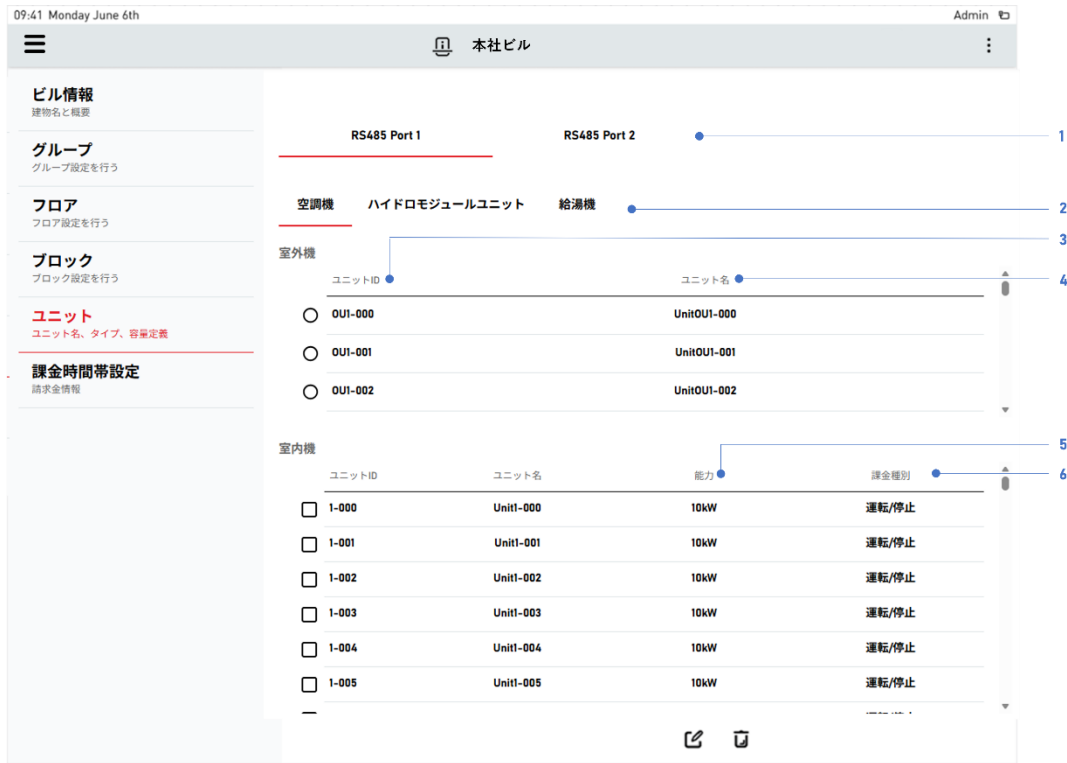 09:41 Monday June 6th Admin
本社ビル
ビル情報
建物名と概要
グループ
グループ設定を行う
フロア
フロア設定を行う
ブロック
ブロック設定を行う
ユニット
ユニット名、タイプ、容量定義
課金時間帯設定
請求金情報
RS485 Port 1 RS485 Port 2 1
空調機 ハイドロモジュールユニット 給湯機 2
3
室外機
ユニットID ユニット名 4
OU1-000 UnitOU1-000
OU1-001 UnitOU1-001
OU1-002 UnitOU1-002
室内機 5
ユニットID ユニット名 能力 課金種別 6
1-000 Unit1-000 10kW 運転/停止
1-001 Unit1-001 10kW 運転/停止
1-002 Unit1-002 10kW 運転/停止
1-003 Unit1-003 10kW 運転/停止
1-004 Unit1-004 10kW 運転/停止
1-005 Unit1-005 10kW 運転/停止